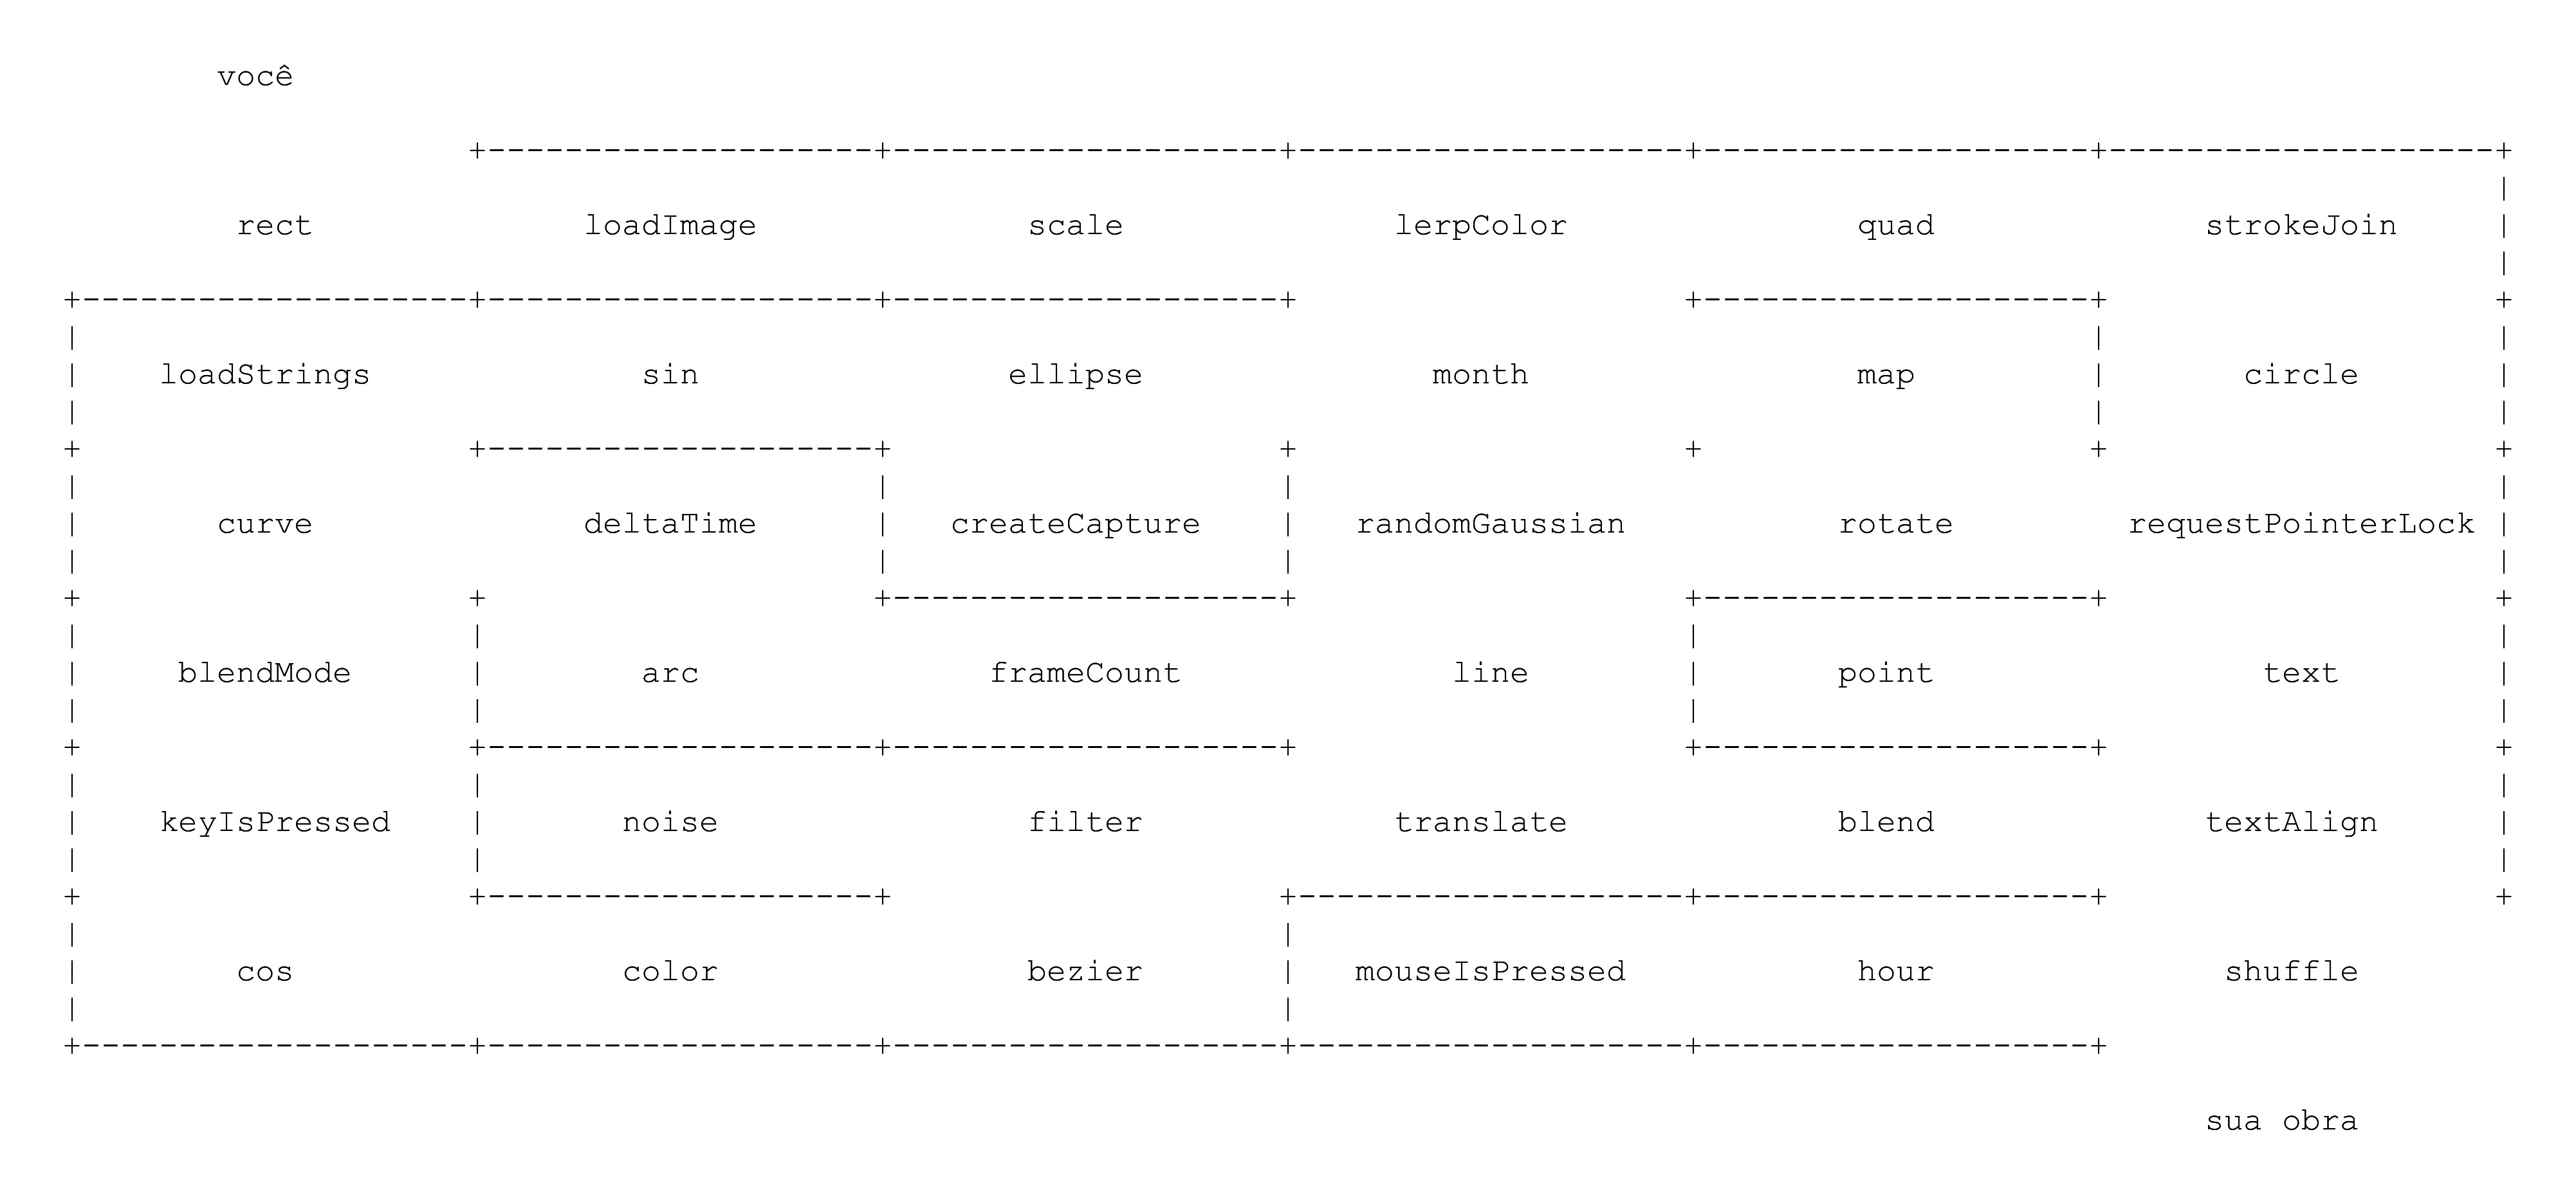 você
rect loadImage scale lerpColor quad strokeJoin
loadStrings sin ellipse month map circle
curve deltaTime createCapture randomGaussian rotate requestPointerLock
blendMode arc frameCount line point text
keyIsPressed noise filter translate blend textAlign
cos color bezier mouseIsPressed hour shuffle
sua obra